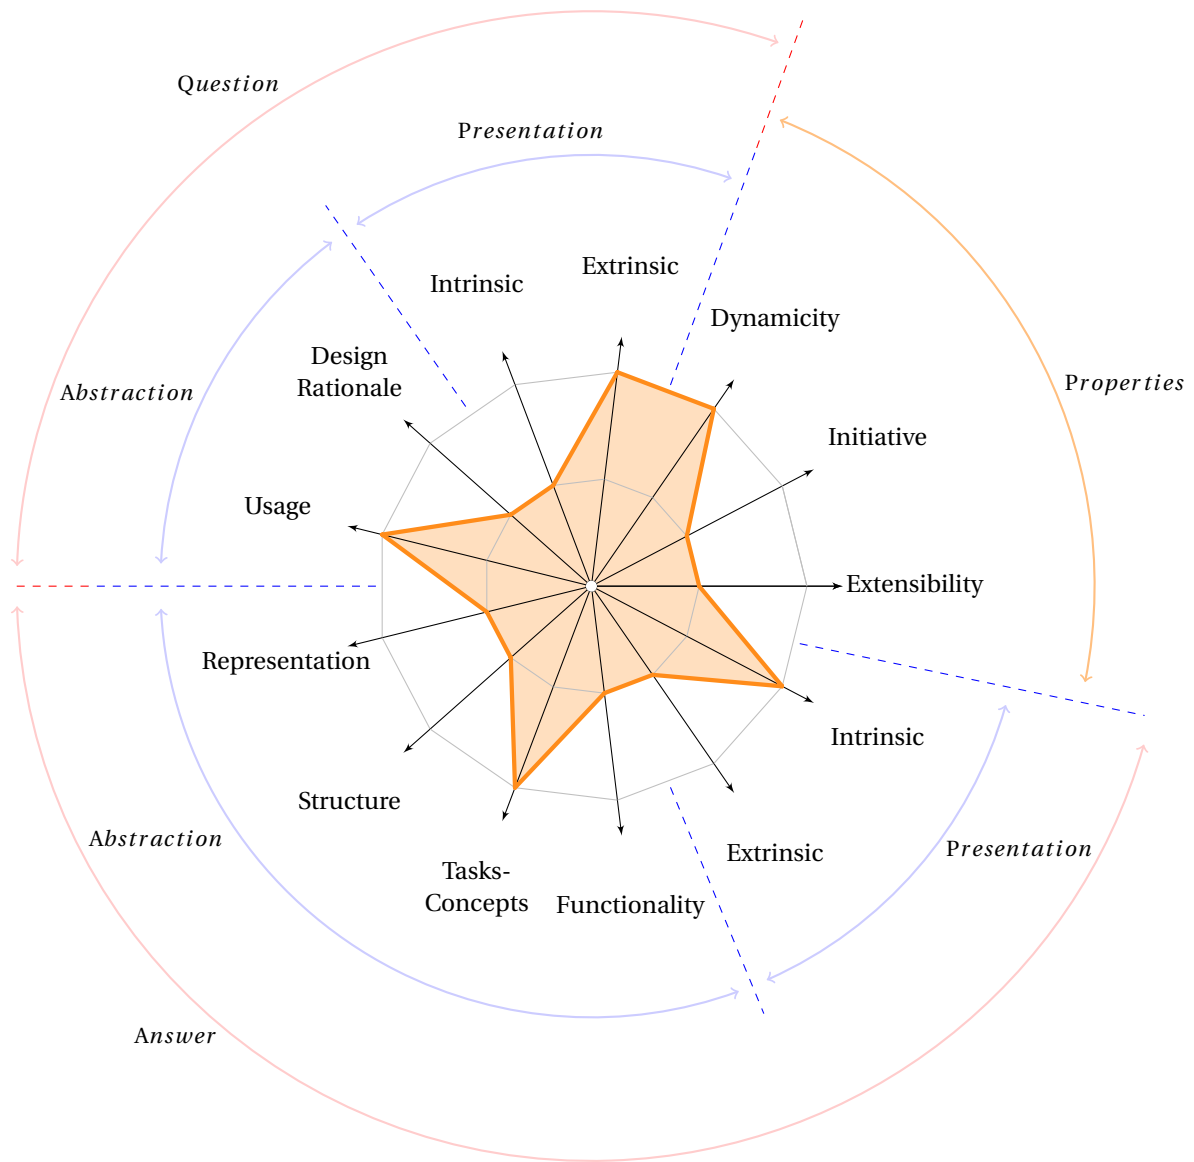 Question
Presentation
Extrinsic
Intrinsic
Dynamicity
Design
Rationale
Properties
Abstraction
Initiative
Usage
Extensibility
Representation
Intrinsic
Structure
Abstraction
Presentation
Extrinsic
Tasks-
Concepts
Functionality
Answer